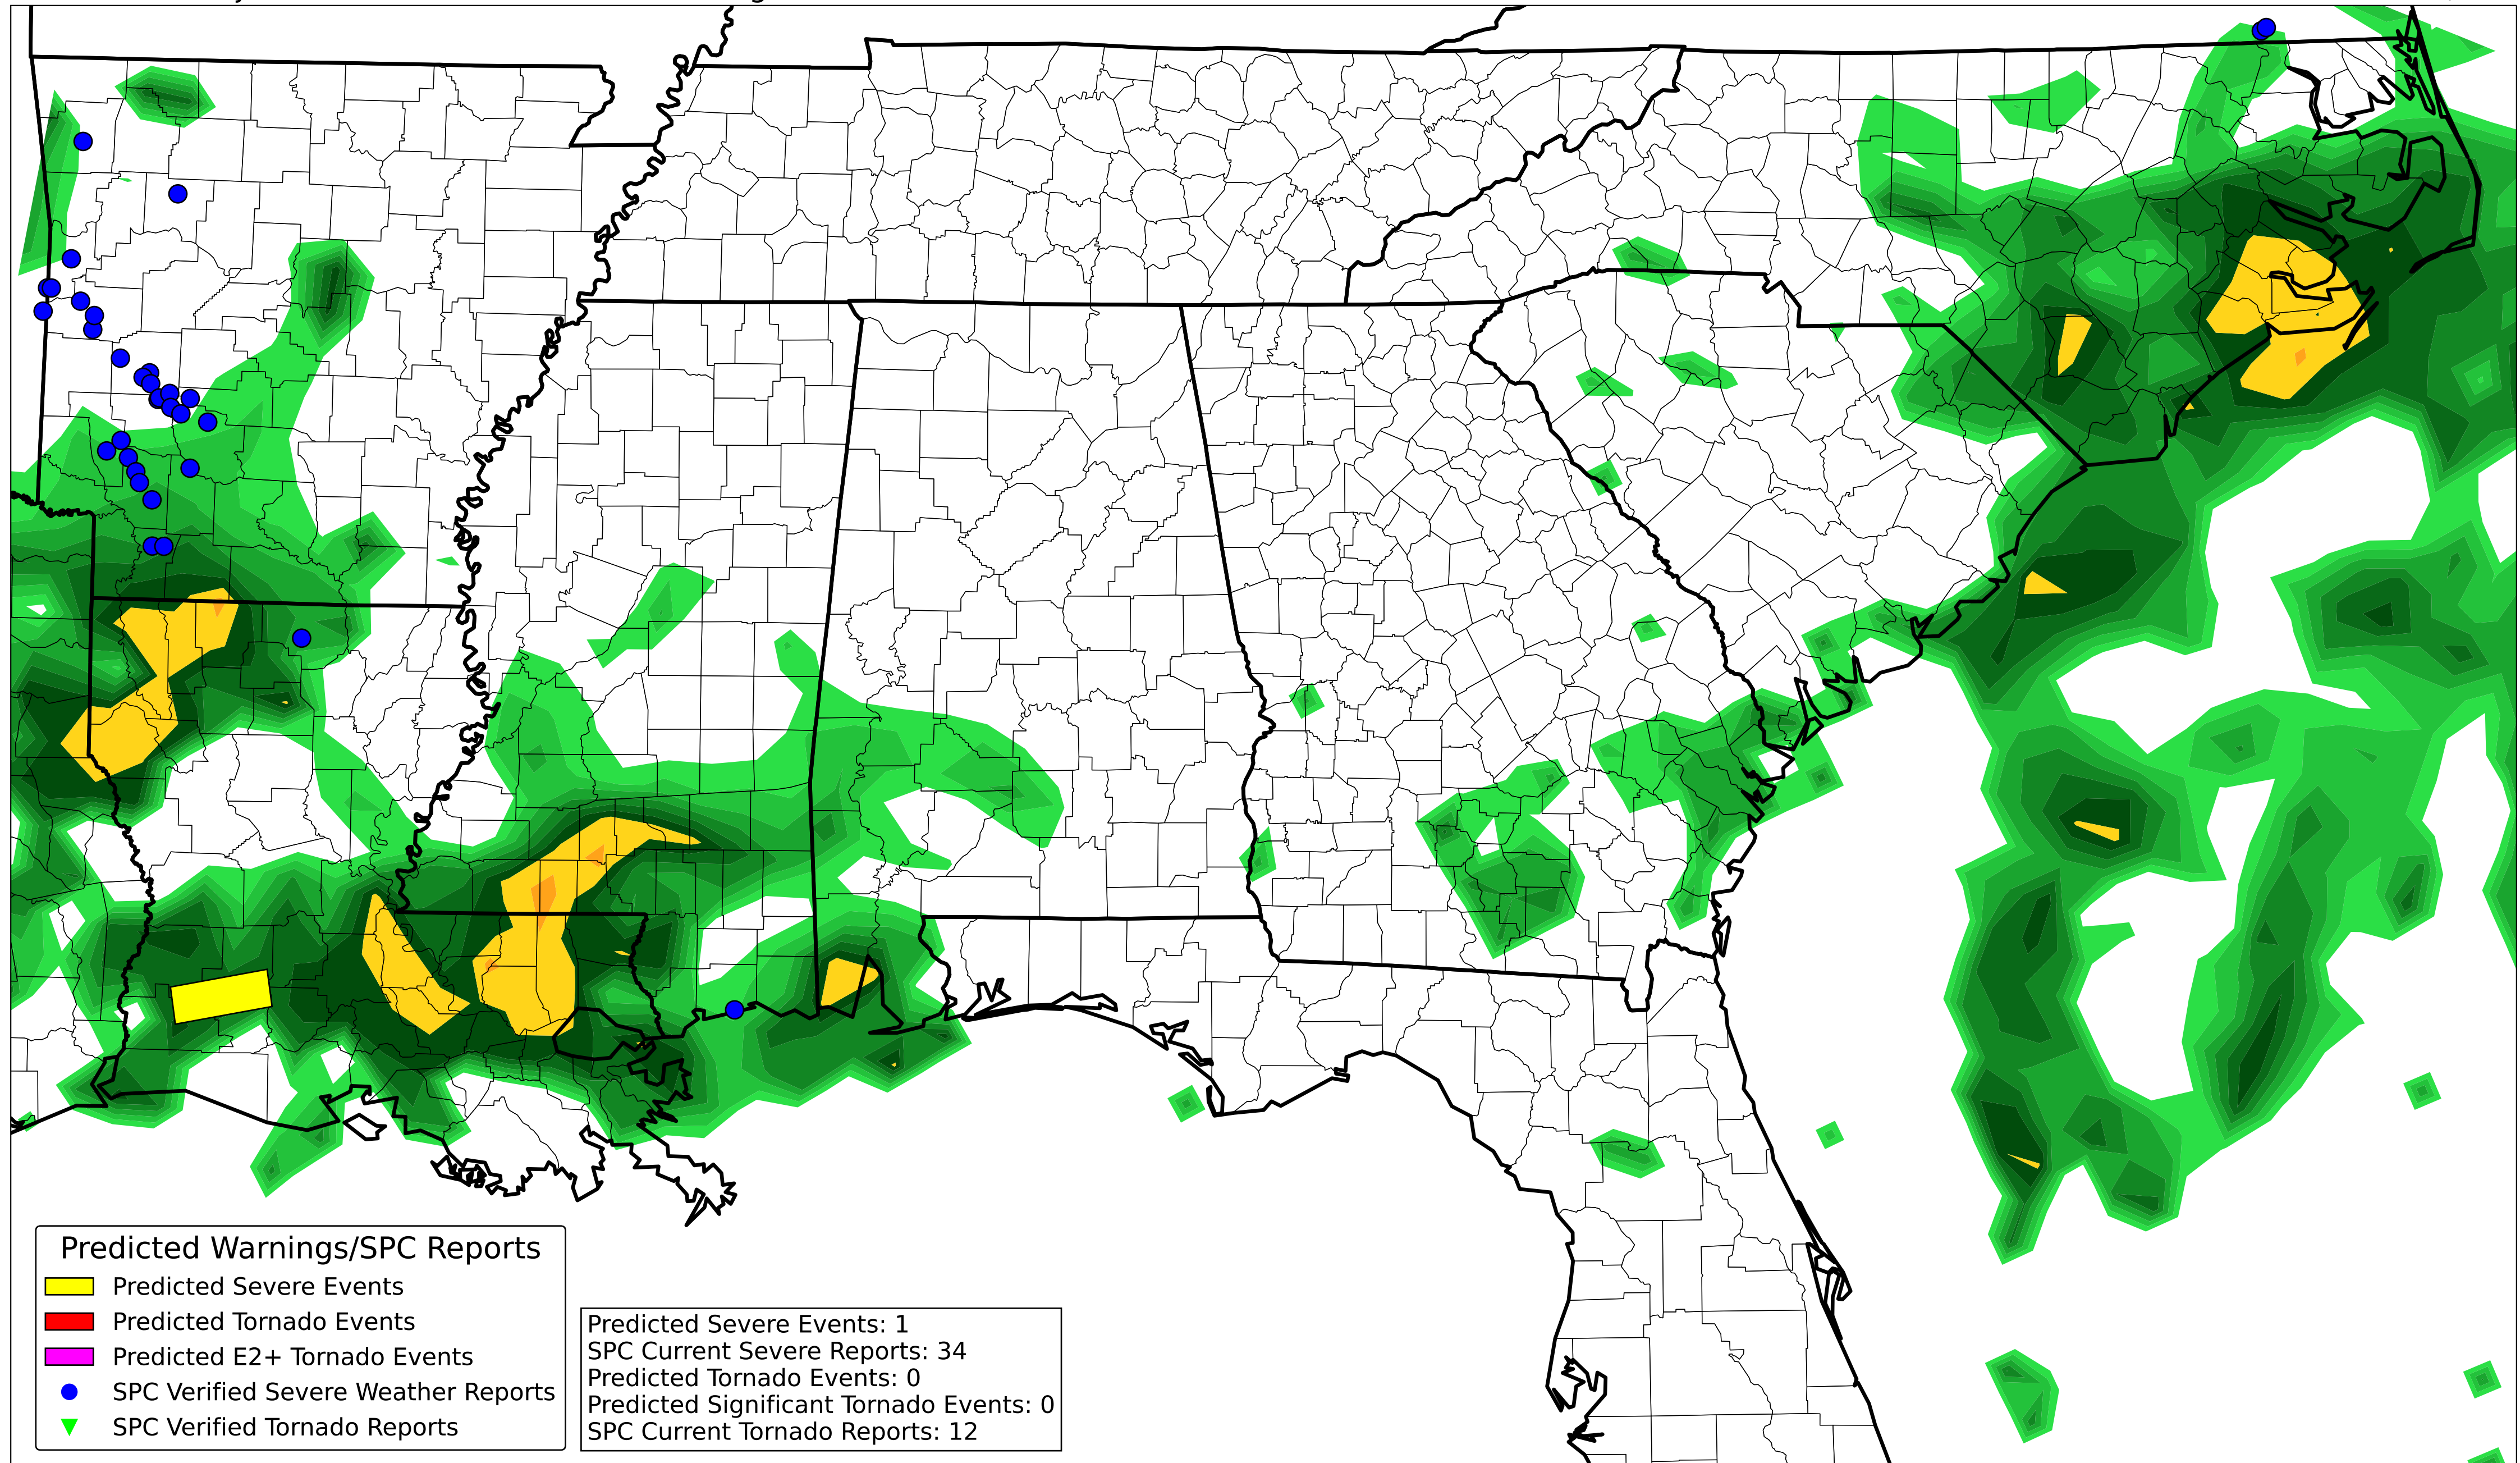 Predicted Warnings/SPC Reports
Predicted Severe Events
Predicted Tornado Events
Predicted E2+ Tornado Events
SPC Verified Severe Weather Reports
SPC Verified Tornado Reports
Predicted Severe Events: 1
SPC Current Severe Reports: 34
Predicted Tornado Events: 0
Predicted Significant Tornado Events: 0
SPC Current Tornado Reports: 12